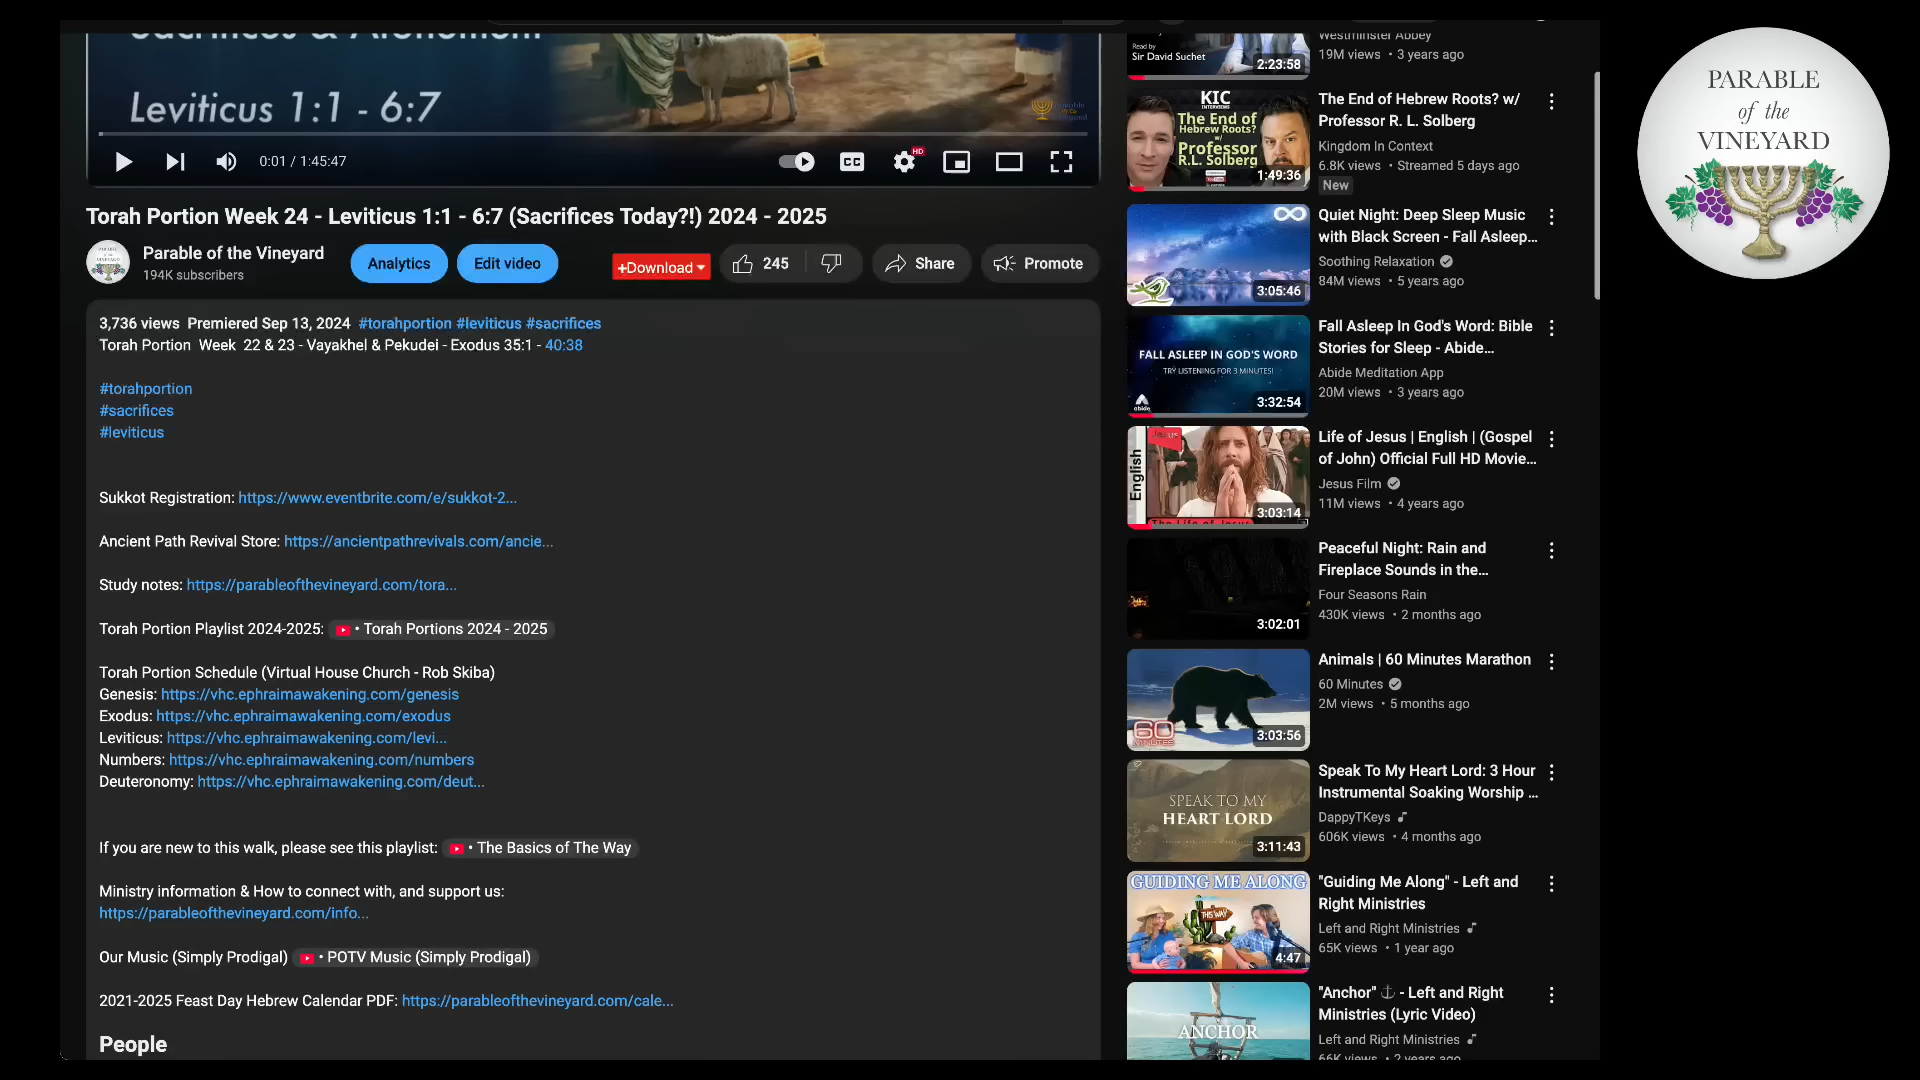 Leviticus 1:1 - 6:7
0:01 / 1:45:47
CC
HD
Torah Portion Week 24 - Leviticus 1:1 - 6:7 (Sacrifices Today?!) 2024 - 2025
Parable of the Vineyard
194K subscribers
Analytics
Edit video
+Download
245
Share
Promote
3,736 views Premiered Sep 13, 2024 #torahportion #leviticus #sacrifices
Torah Portion Week 22 & 23 - Vayakhel & Pekudei - Exodus 35:1 - 40:38
#torahportion
#sacrifices
#leviticus
Sukkot Registration: https://www.eventbrite.com/e/sukkot-2...
Ancient Path Revival Store: https://ancientpathrevivals.com/ancie...
Study notes: https://parableofthevineyard.com/tora...
Torah Portion Playlist 2024-2025: • Torah Portions 2024 - 2025
Torah Portion Schedule (Virtual House Church - Rob Skiba)
Genesis: https://vhc.ephraimawakening.com/genesis
Exodus: https://vhc.ephraimawakening.com/exodus
Leviticus: https://vhc.ephraimawakening.com/levi...
Numbers: https://vhc.ephraimawakening.com/numbers
Deuteronomy: https://vhc.ephraimawakening.com/deut...
If you are new to this walk, please see this playlist: • The Basics of The Way
Ministry information & How to connect with, and support us:
https://parableofthevineyard.com/info...
Our Music (Simply Prodigal) • POTV Music (Simply Prodigal)
2021-2025 Feast Day Hebrew Calendar PDF: https://parableofthevineyard.com/cale...
People
Read by
Sir David Suchet
2:23:58
Westminster Abbey
19M views • 3 years ago
KIC
INTERVIEWS
The End of
Hebrew Roots?
w/
Professor
R.L. Solberg
1:49:36
The End of Hebrew Roots? w/
Professor R. L. Solberg
Kingdom In Context
6.8K views • Streamed 5 days ago
New
3:05:46
Quiet Night: Deep Sleep Music
with Black Screen - Fall Asleep...
Soothing Relaxation
84M views • 5 years ago
FALL ASLEEP IN GOD'S WORD
TRY LISTENING FOR 3 MINUTES!
abide
3:32:54
Fall Asleep In God's Word: Bible
Stories for Sleep - Abide...
Abide Meditation App
20M views • 3 years ago
English
3:03:14
The Life of Jesus
Life of Jesus | English | (Gospel
of John) Official Full HD Movie...
Jesus Film
11M views • 4 years ago
3:02:01
Peaceful Night: Rain and
Fireplace Sounds in the...
Four Seasons Rain
430K views • 2 months ago
60
MINUTES
3:03:56
Animals | 60 Minutes Marathon
60 Minutes
2M views • 5 months ago
SPEAK TO MY
HEART LORD
3:11:43
Speak To My Heart Lord: 3 Hour
Instrumental Soaking Worship ...
DappyTKeys
606K views • 4 months ago
GUIDING ME ALONG
THIS WAY
4:47
"Guiding Me Along" - Left and
Right Ministries
Left and Right Ministries
65K views • 1 year ago
ANCHOR
"Anchor" ⚓ - Left and Right
Ministries (Lyric Video)
Left and Right Ministries
66K views • 2 years ago
PARABLE
of the
VINEYARD